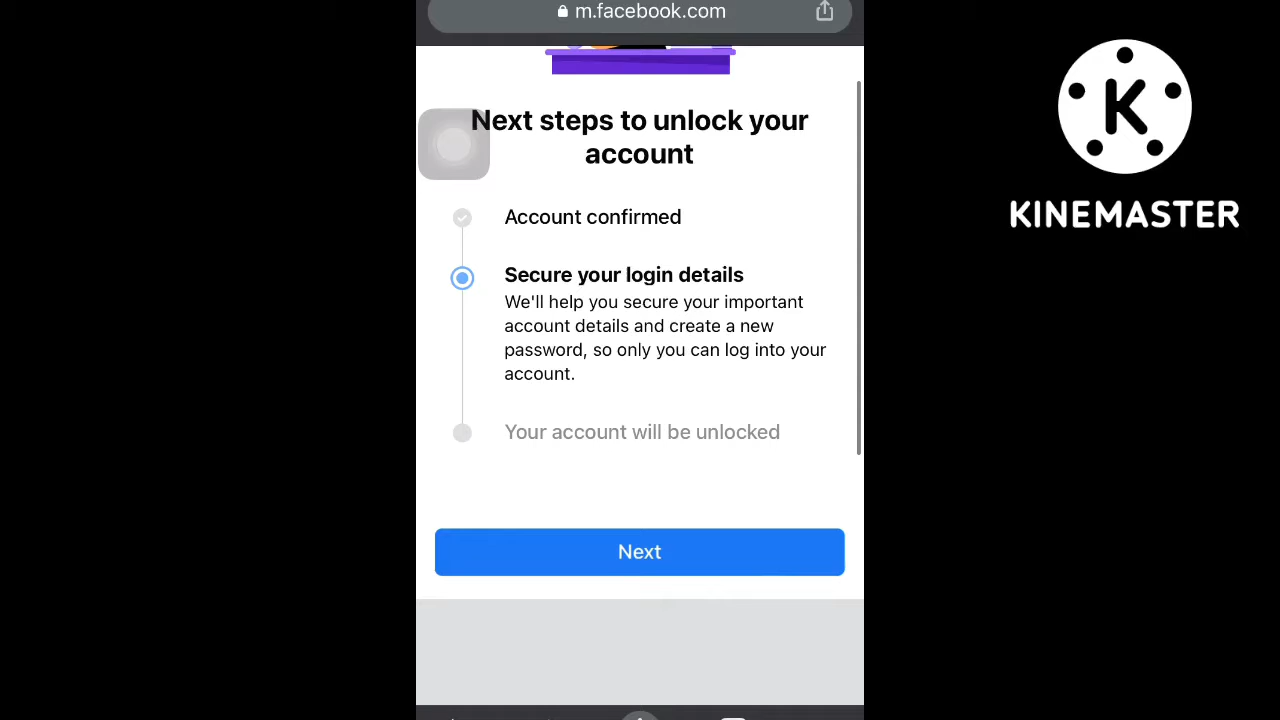 m.facebook.com
Next steps to unlock your
account
Account confirmed
Secure your login details
We'll help you secure your important
account details and create a new
password, so only you can log into your
account.
Your account will be unlocked
Next
K
KINEMASTER